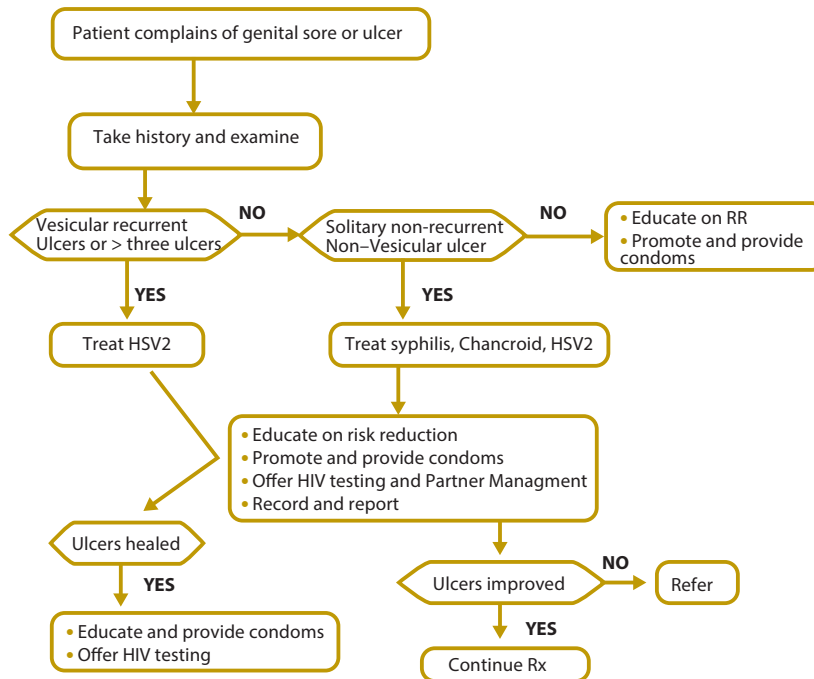 Patient complains of genital sore or ulcer
Take history and examine
Vesicular recurrent
Ulcers or > three ulcers
NO
Solitary non-recurrent
Non–Vesicular ulcer
NO
• Educate on RR
• Promote and provide
condoms
YES
YES
Treat HSV2
Treat syphilis, Chancroid, HSV2
• Educate on risk reduction
• Promote and provide condoms
• Offer HIV testing and Partner Managment
• Record and report
Ulcers healed
YES
• Educate and provide condoms
• Offer HIV testing
Ulcers improved
NO
Refer
YES
Continue Rx